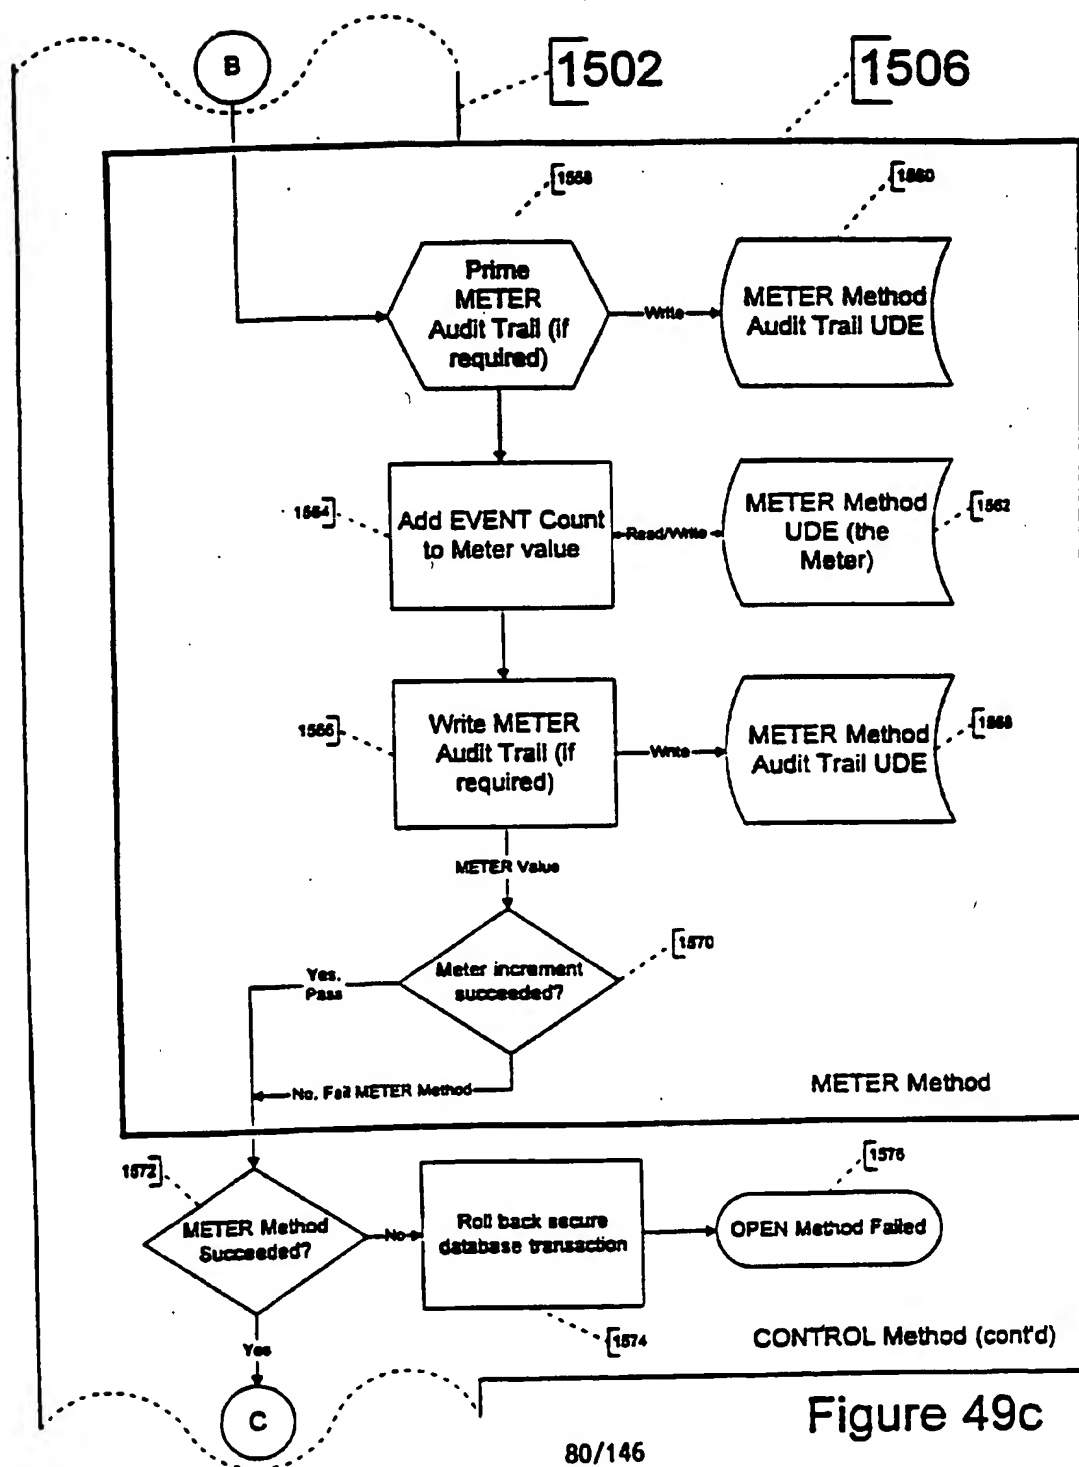 B
1502
1506
1558
1560
Prime
METER
Audit Trail (if
required)
Write
METER Method
Audit Trail UDE
1564
Add EVENT Count
to Meter value
Read/Write
METER Method
UDE (the
Meter)
1562
1566
Write METER
Audit Trail (if
required)
Write
METER Method
Audit Trail UDE
1568
METER Value
Meter increment
succeeded?
1570
Yes.
Pass
No. Fail METER Method
METER Method
1572
METER Method
Succeeded?
No
Roll back secure
database transaction
1576
OPEN Method Failed
1574
CONTROL Method (cont'd)
Yes
C
Figure 49c
80/146